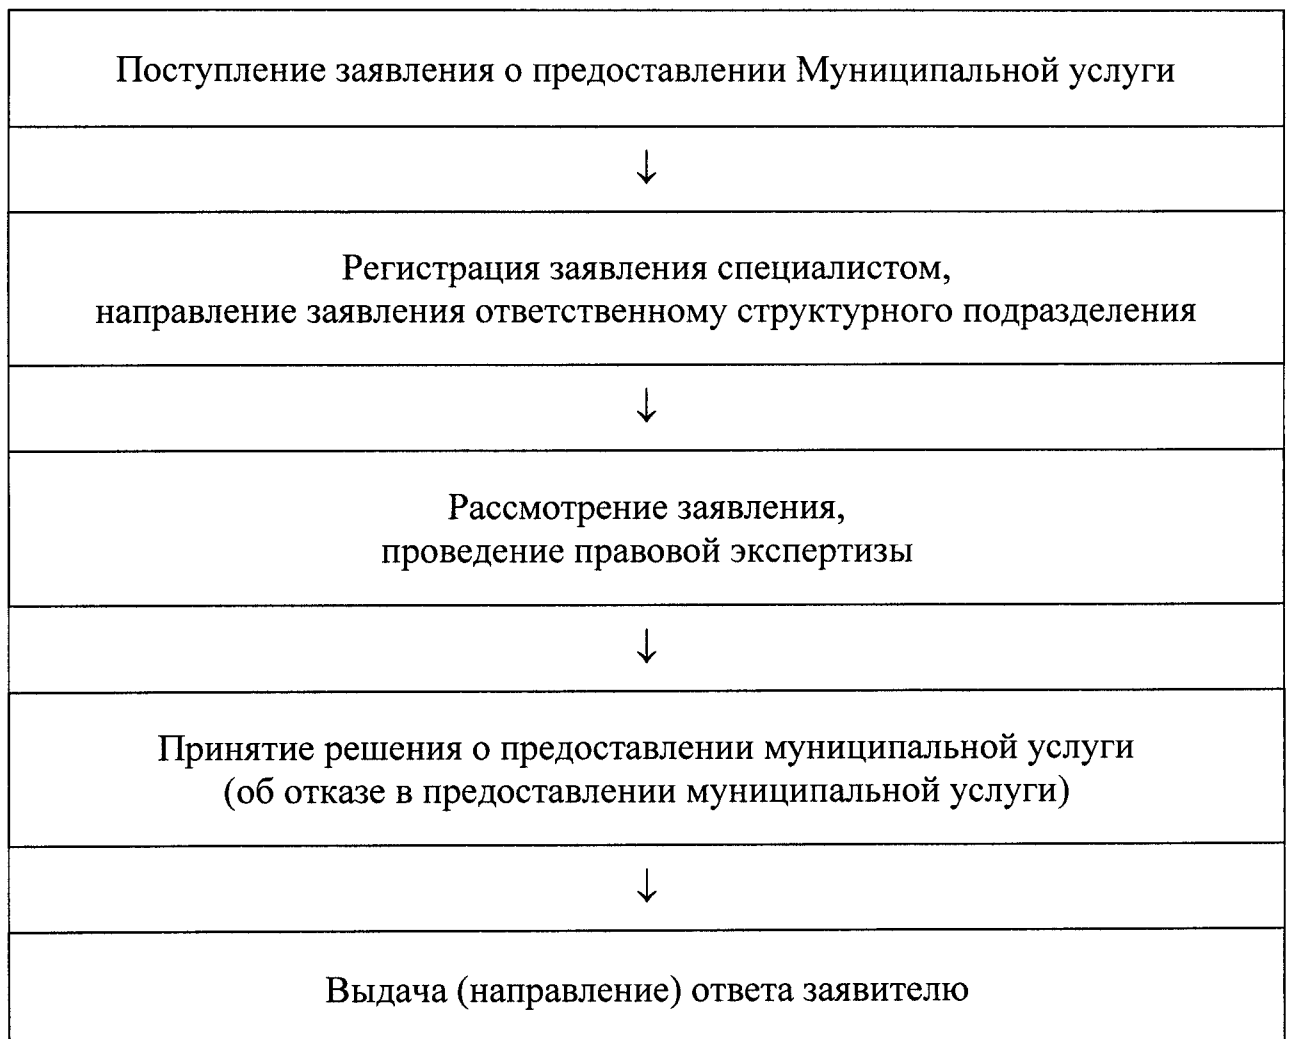 Поступление заявления о предоставлении Муниципальной услуги
↓
Регистрация заявления специалистом,
направление заявления ответственному структурного подразделения
↓
Рассмотрение заявления,
проведение правовой экспертизы
↓
Принятие решения о предоставлении муниципальной услуги
(об отказе в предоставлении муниципальной услуги)
↓
Выдача (направление) ответа заявителю